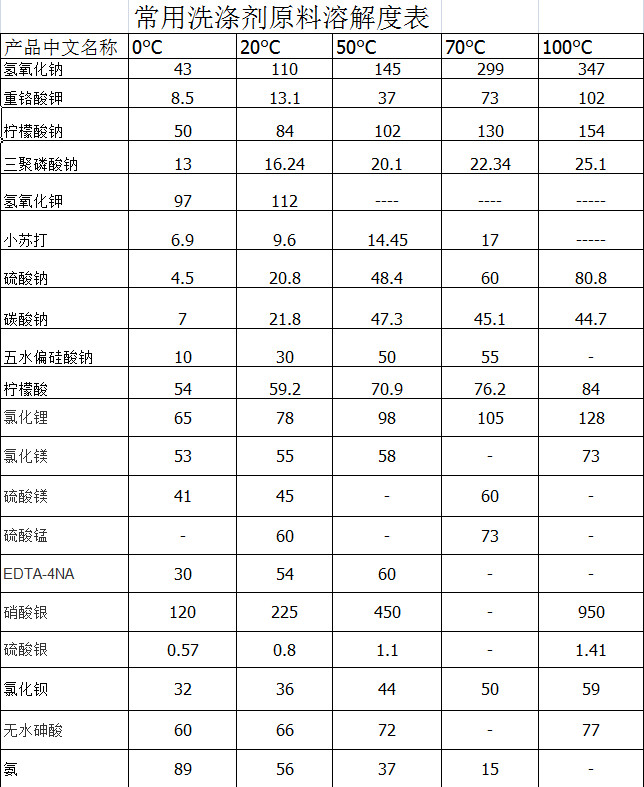 常用洗涤剂原料溶解度表
产品中文名称 0°C 20°C 50°C 70°C 100°C
氢氧化钠 43 110 145 299 347
重铬酸钾 8.5 13.1 37 73 102
柠檬酸钠 50 84 102 130 154
三聚磷酸钠 13 16.24 20.1 22.34 25.1
氢氧化钾 97 112 ---- ---- -----
小苏打 6.9 9.6 14.45 17 -----
硫酸钠 4.5 20.8 48.4 60 80.8
碳酸钠 7 21.8 47.3 45.1 44.7
五水偏硅酸钠 10 30 50 55 -
柠檬酸 54 59.2 70.9 76.2 84
氯化锂 65 78 98 105 128
氯化镁 53 55 58 - 73
硫酸镁 41 45 - 60 -
硫酸锰 - 60 - 73 -
EDTA-4NA 30 54 60 - -
硝酸银 120 225 450 - 950
硫酸银 0.57 0.8 1.1 - 1.41
氯化钡 32 36 44 50 59
无水砷酸 60 66 72 - 77
氨 89 56 37 15 -